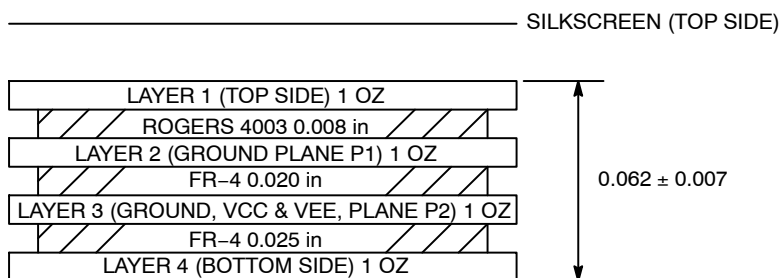 SILKSCREEN (TOP SIDE)
LAYER 1 (TOP SIDE) 1 OZ
ROGERS 4003 0.008 in
LAYER 2 (GROUND PLANE P1) 1 OZ
FR−4 0.020 in
0.062 ± 0.007
LAYER 3 (GROUND, VCC & VEE, PLANE P2) 1 OZ
FR−4 0.025 in
LAYER 4 (BOTTOM SIDE) 1 OZ